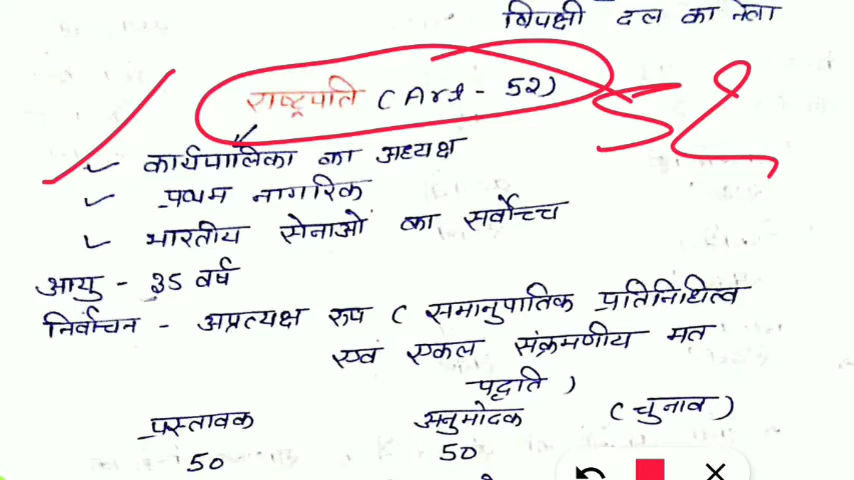 विपक्षी दल का नेता
राष्ट्रपति (Art - 52)
52
कार्यपालिका का अध्यक्ष
प्रथम नागरिक
भारतीय सेनाओं का सर्वोच्च
आयु - 35 वर्ष
निर्वाचन - अप्रत्यक्ष रुप ( समानुपातिक प्रतिनिधित्व
एवं एकल संक्रमणीय मत
पद्दति )
प्रस्तावक अनुमोदक (चुनाव)
50 50